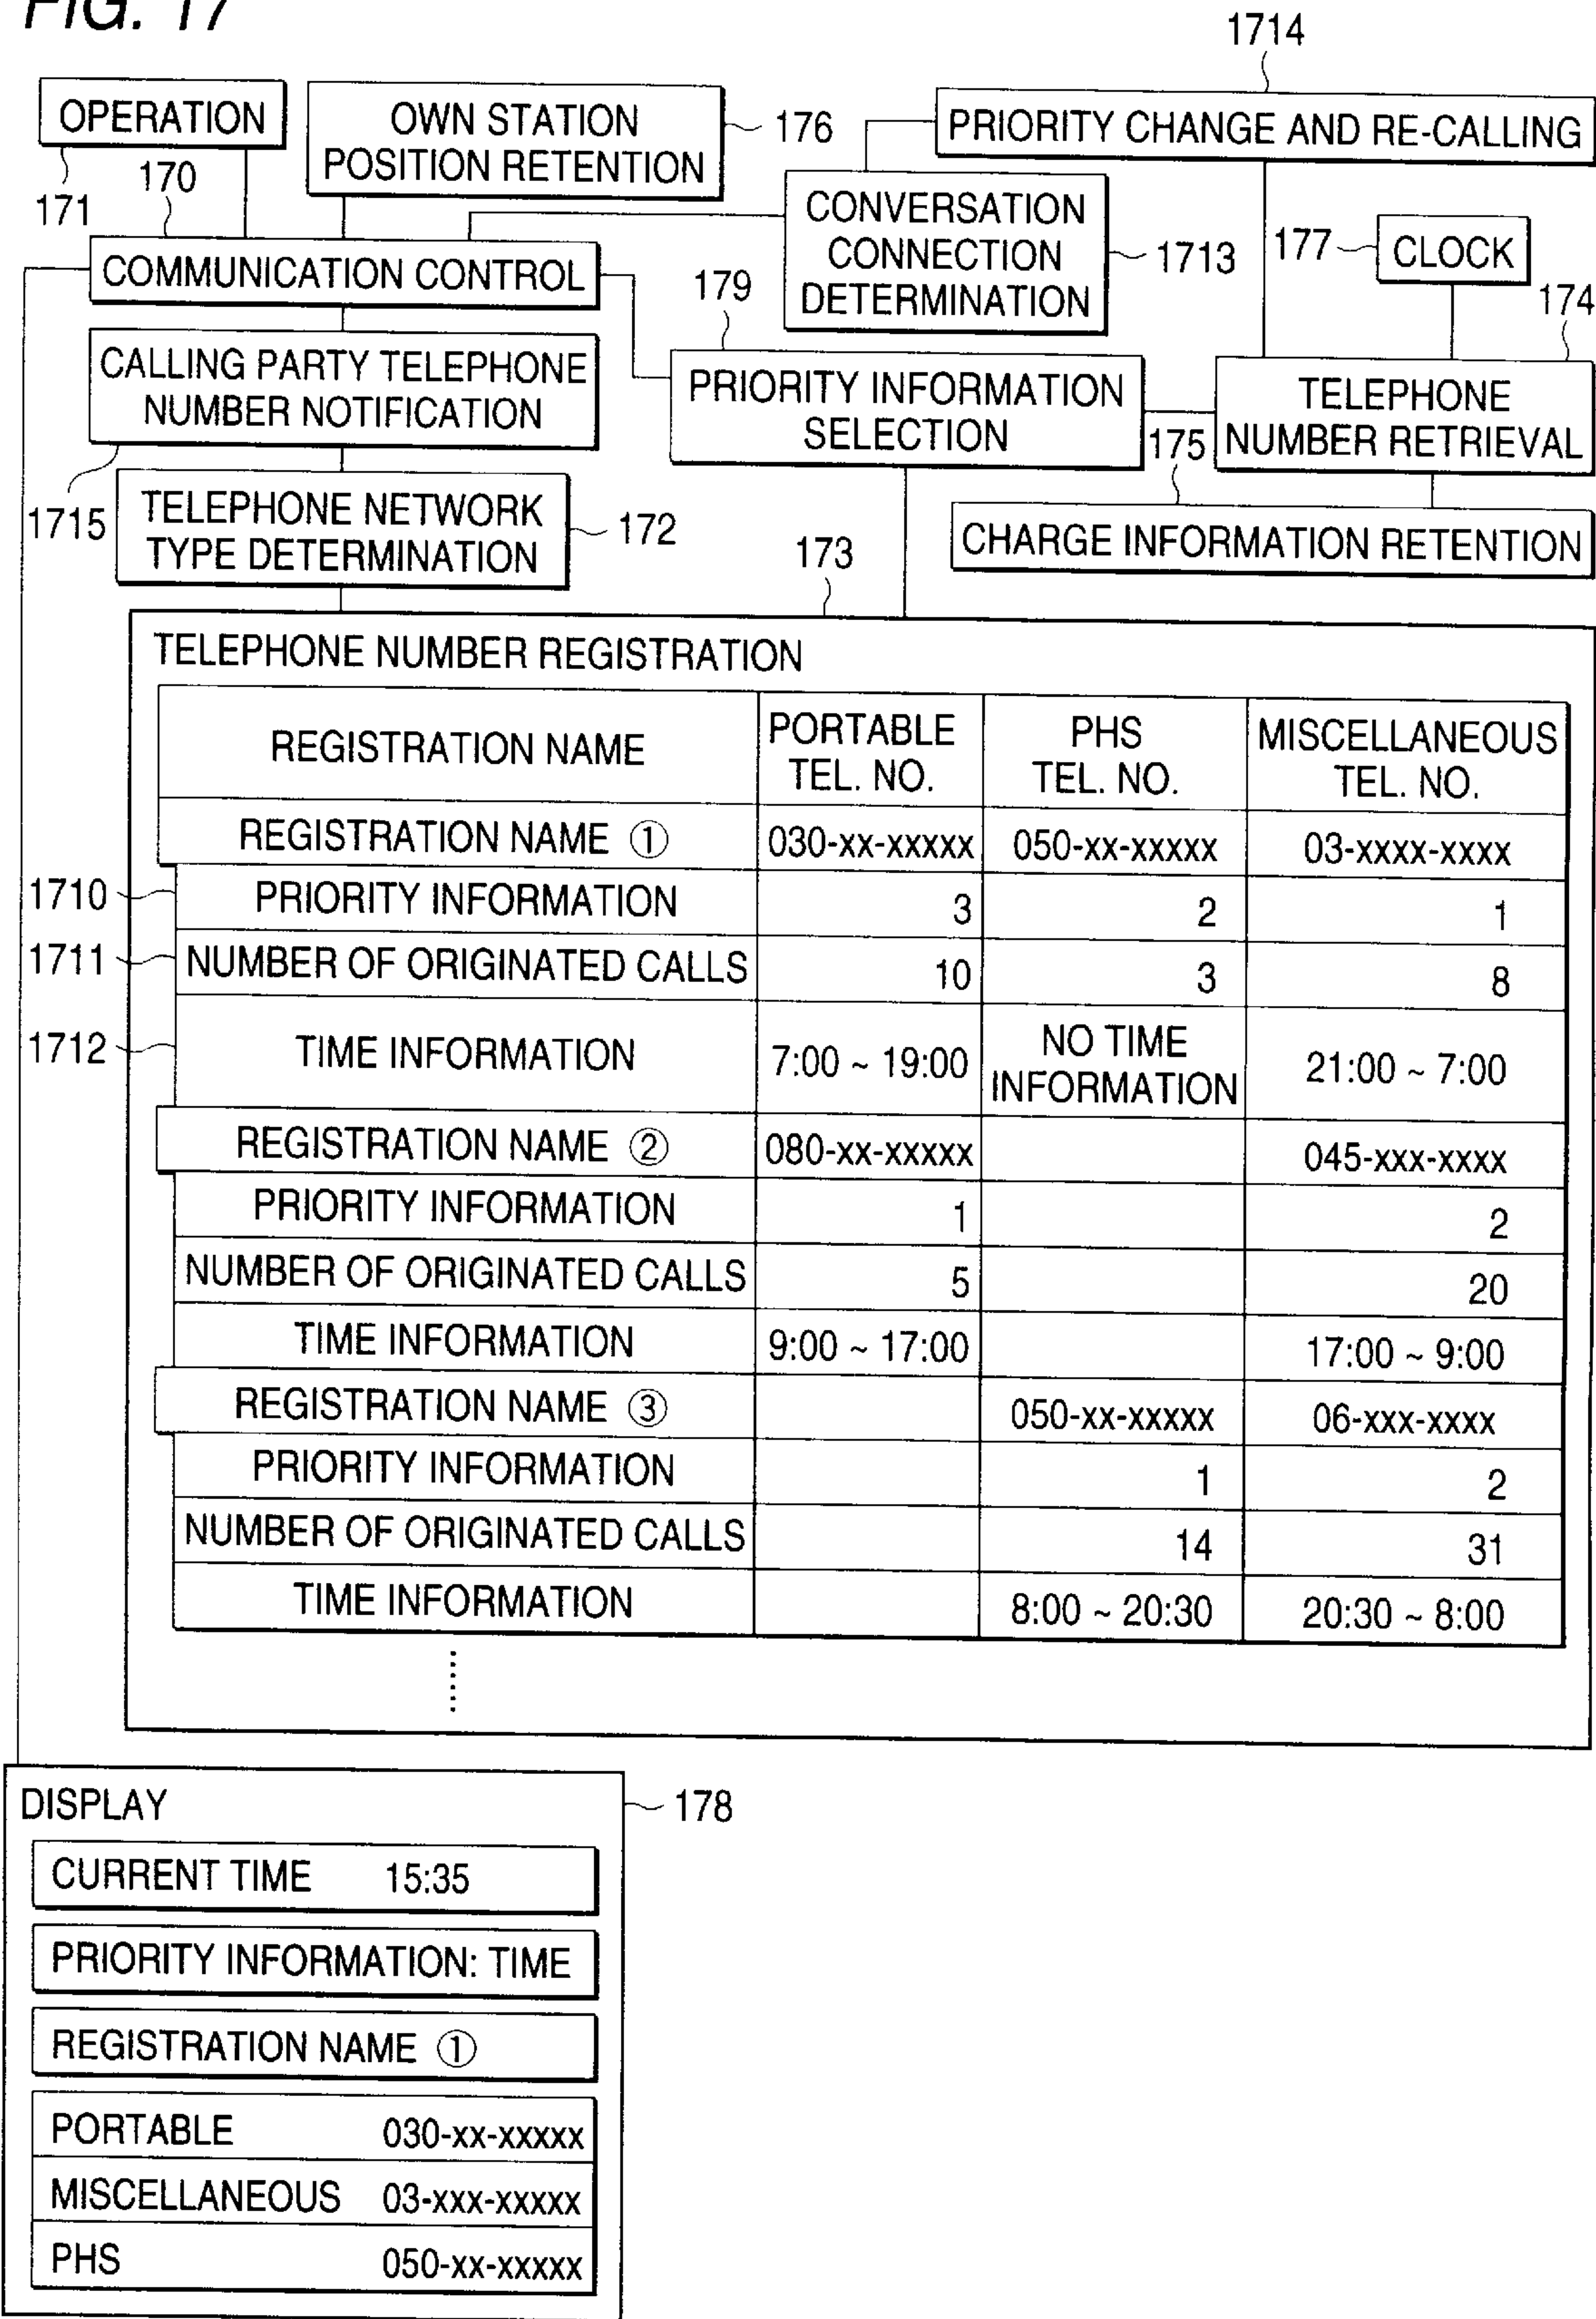 FIG. 17
1714
OPERATION
OWN STATION
POSITION RETENTION
176
PRIORITY CHANGE AND RE-CALLING
171
170
CONVERSATION
CONNECTION
DETERMINATION
1713
177
CLOCK
COMMUNICATION CONTROL
179
174
CALLING PARTY TELEPHONE
NUMBER NOTIFICATION
PRIORITY INFORMATION
SELECTION
TELEPHONE
NUMBER RETRIEVAL
175
1715
TELEPHONE NETWORK
TYPE DETERMINATION
172
CHARGE INFORMATION RETENTION
173
TELEPHONE NUMBER REGISTRATION
REGISTRATION NAME
PORTABLE
TEL. NO.
PHS
TEL. NO.
MISCELLANEOUS
TEL. NO.
REGISTRATION NAME ① 030-xx-xxxxx 050-xx-xxxxx 03-xxxx-xxxx
1710 PRIORITY INFORMATION 3 2 1
1711 NUMBER OF ORIGINATED CALLS 10 3 8
1712 TIME INFORMATION 7:00 ~ 19:00
NO TIME
INFORMATION
21:00 ~ 7:00
REGISTRATION NAME ② 080-xx-xxxxx 045-xxx-xxxx
PRIORITY INFORMATION 1 2
NUMBER OF ORIGINATED CALLS 5 20
TIME INFORMATION 9:00 ~ 17:00 17:00 ~ 9:00
REGISTRATION NAME ③ 050-xx-xxxxx 06-xxx-xxxx
PRIORITY INFORMATION 1 2
NUMBER OF ORIGINATED CALLS 14 31
TIME INFORMATION 8:00 ~ 20:30 20:30 ~ 8:00
DISPLAY
178
CURRENT TIME 15:35
PRIORITY INFORMATION: TIME
REGISTRATION NAME ①
PORTABLE 030-xx-xxxxx
MISCELLANEOUS 03-xxx-xxxxx
PHS 050-xx-xxxxx